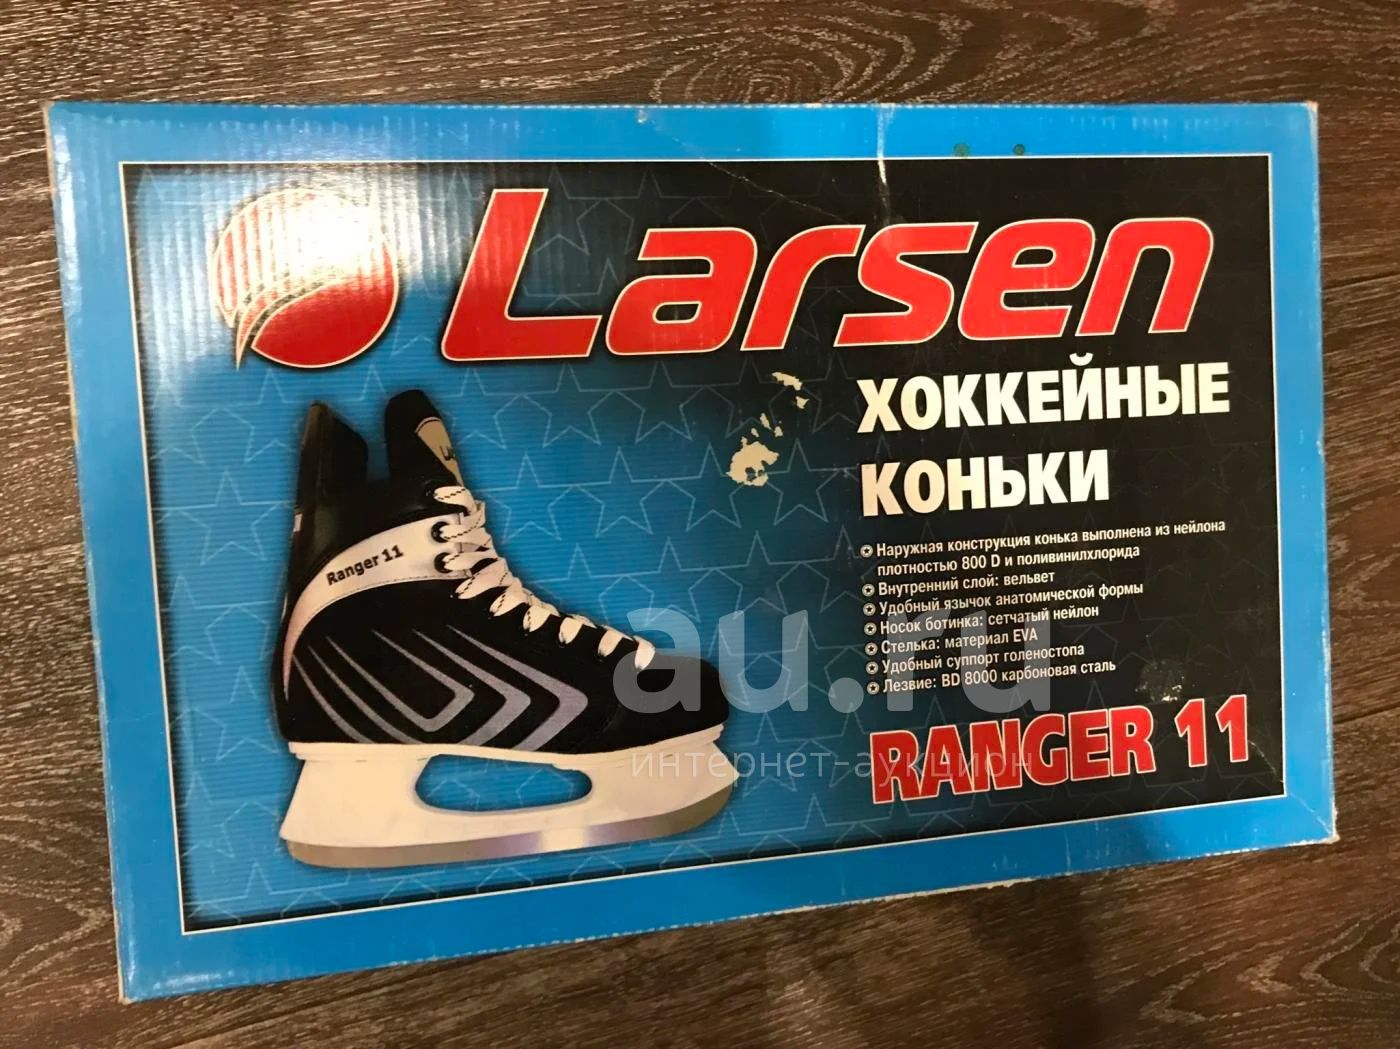 Larsen
ХОККЕЙНЫЕ
КОНЬКИ
Наружная конструкция конька выполнена из нейлона
плотностью 800 D и поливинилхлорида
Внутренний слой: вельвет
Удобный язычок анатомической формы
Носок ботинка: сетчатый нейлон
Стелька: материал EVA
Удобный суппорт голеностопа
Лезвие: BD 8000 карбоновая сталь
Ranger 11
RANGER 11
au.ru
интернет-аукцион